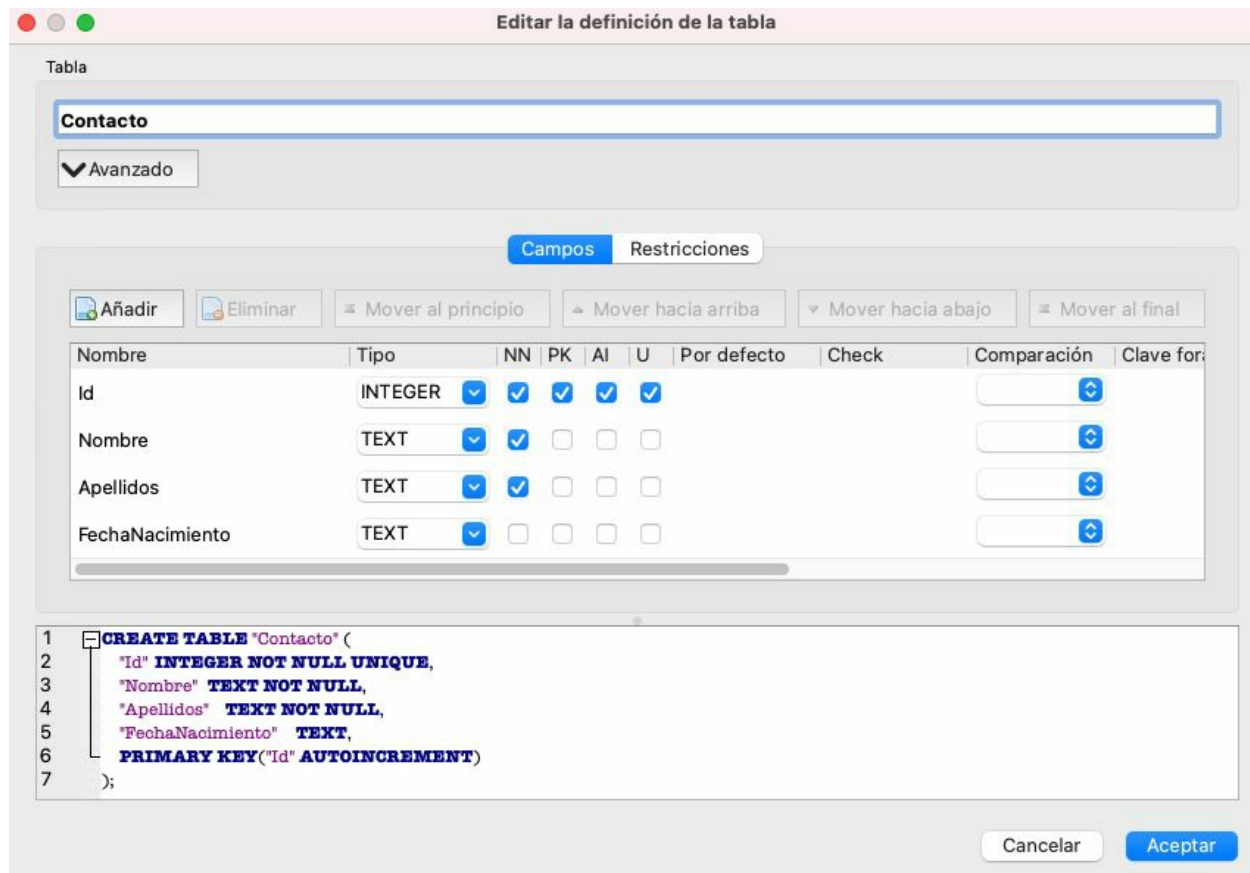 Editar la definición de la tabla
Tabla
Contacto
Avanzado
Campos Restricciones
Añadir Eliminar Mover al principio Mover hacia arriba Mover hacia abajo Mover al final
Nombre Tipo NN PK AI U Por defecto Check Comparación Clave for
Id INTEGER
Nombre TEXT
Apellidos TEXT
FechaNacimiento TEXT
1 CREATE TABLE "Contacto" (
2 "Id" INTEGER NOT NULL UNIQUE,
3 "Nombre" TEXT NOT NULL,
4 "Apellidos" TEXT NOT NULL,
5 "FechaNacimiento" TEXT,
6 PRIMARY KEY("Id" AUTOINCREMENT)
7 );
Cancelar Aceptar